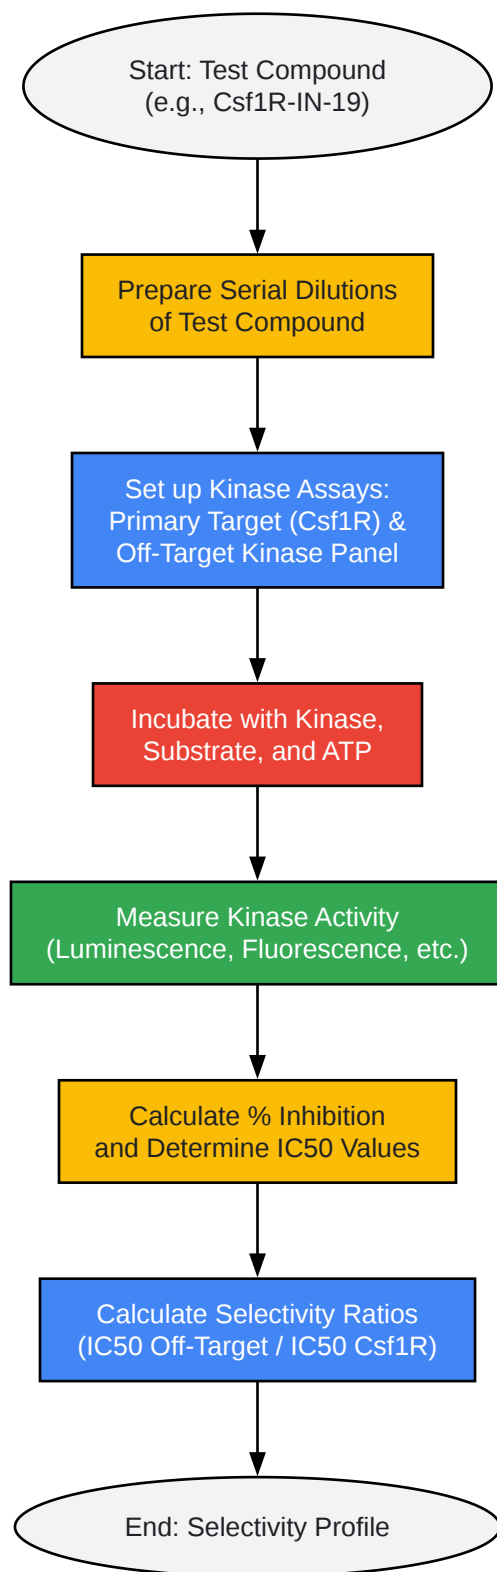 Start: Test Compound
(e.g., Csf1R-IN-19)
Prepare Serial Dilutions
of Test Compound
Set up Kinase Assays:
Primary Target (Csf1R) &
Off-Target Kinase Panel
Incubate with Kinase,
Substrate, and ATP
Measure Kinase Activity
(Luminescence, Fluorescence, etc.)
Calculate % Inhibition
and Determine IC50 Values
Calculate Selectivity Ratios
(IC50 Off-Target / IC50 Csf1R)
End: Selectivity Profile